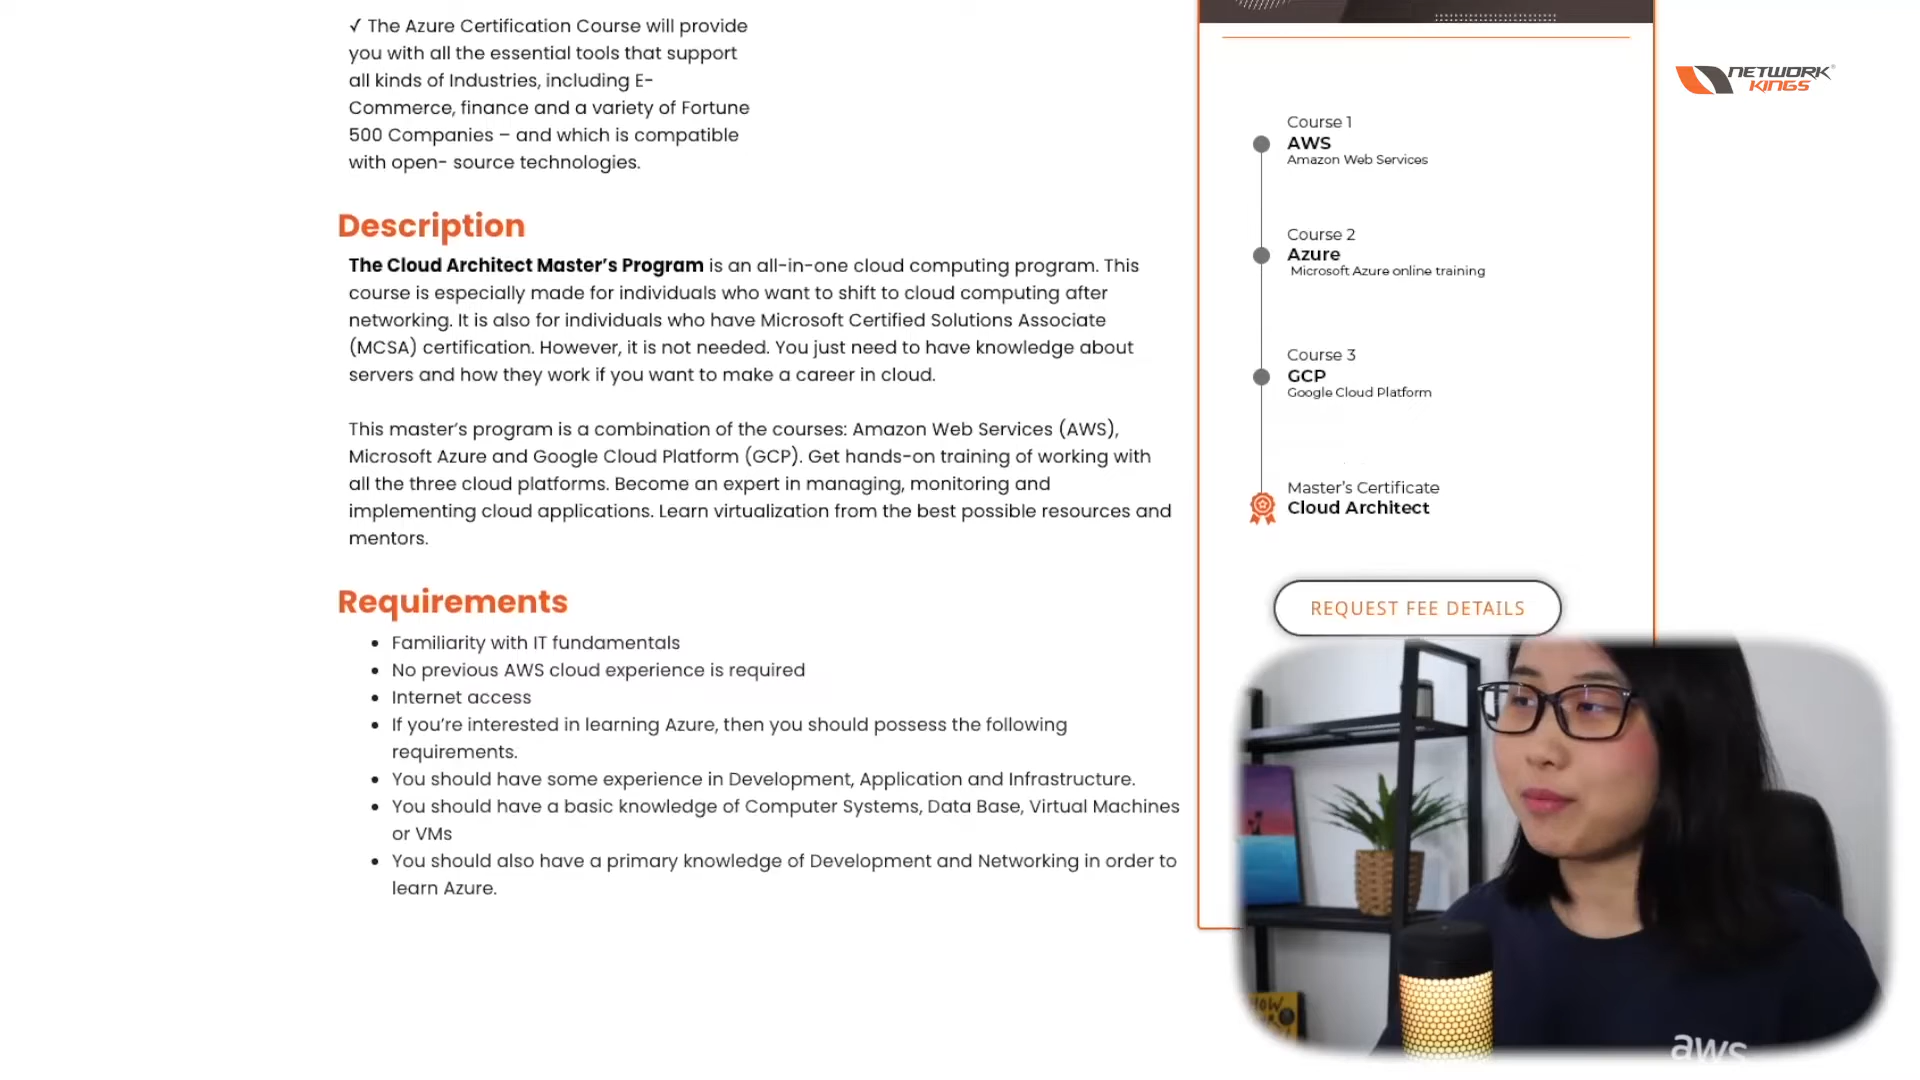 ✓ The Azure Certification Course will provide
you with all the essential tools that support
all kinds of Industries, including E-
Commerce, finance and a variety of Fortune
500 Companies – and which is compatible
with open- source technologies.
Description
The Cloud Architect Master’s Program is an all-in-one cloud computing program. This
course is especially made for individuals who want to shift to cloud computing after
networking. It is also for individuals who have Microsoft Certified Solutions Associate
(MCSA) certification. However, it is not needed. You just need to have knowledge about
servers and how they work if you want to make a career in cloud.
This master’s program is a combination of the courses: Amazon Web Services (AWS),
Microsoft Azure and Google Cloud Platform (GCP). Get hands-on training of working with
all the three cloud platforms. Become an expert in managing, monitoring and
implementing cloud applications. Learn virtualization from the best possible resources and
mentors.
Requirements
• Familiarity with IT fundamentals
• No previous AWS cloud experience is required
• Internet access
• If you’re interested in learning Azure, then you should possess the following
requirements.
• You should have some experience in Development, Application and Infrastructure.
• You should have a basic knowledge of Computer Systems, Data Base, Virtual Machines
or VMs
• You should also have a primary knowledge of Development and Networking in order to
learn Azure.
Course 1
AWS
Amazon Web Services
Course 2
Azure
Microsoft Azure online training
Course 3
GCP
Google Cloud Platform
Master’s Certificate
Cloud Architect
REQUEST FEE DETAILS
NETWORK
KINGS
HOW
aws